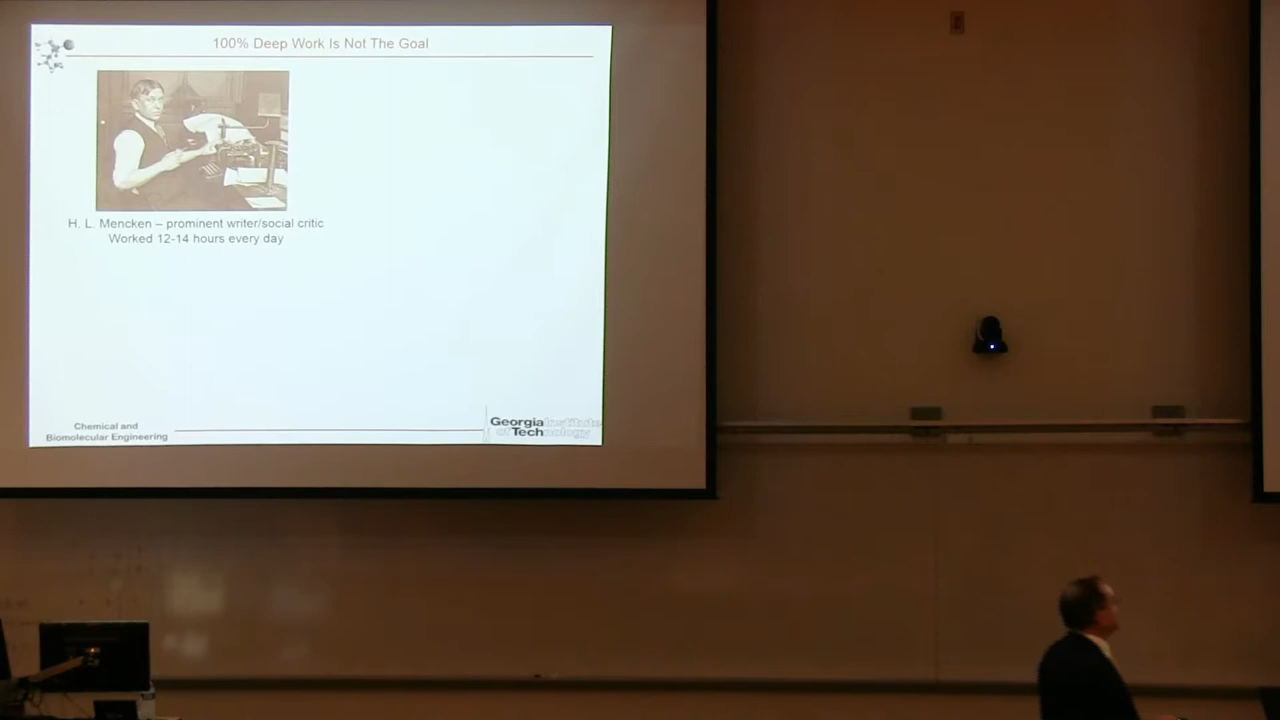 100% Deep Work Is Not The Goal
H. L. Mencken – prominent writer/social critic
Worked 12-14 hours every day
Chemical and
Biomolecular Engineering
Georgia Institute
of Technology